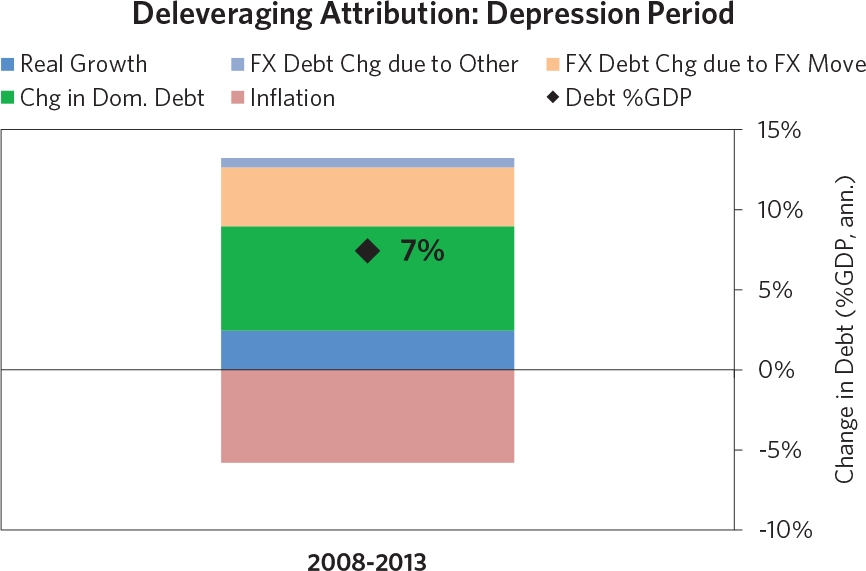 Deleveraging Attribution: Depression Period
Real Growth FX Debt Chg due to Other FX Debt Chg due to FX Move
Chg in Dom. Debt Inflation Debt %GDP
15%
10%
7%
5%
0%
-5%
-10%
Change in Debt (%GDP, ann.)
2008-2013